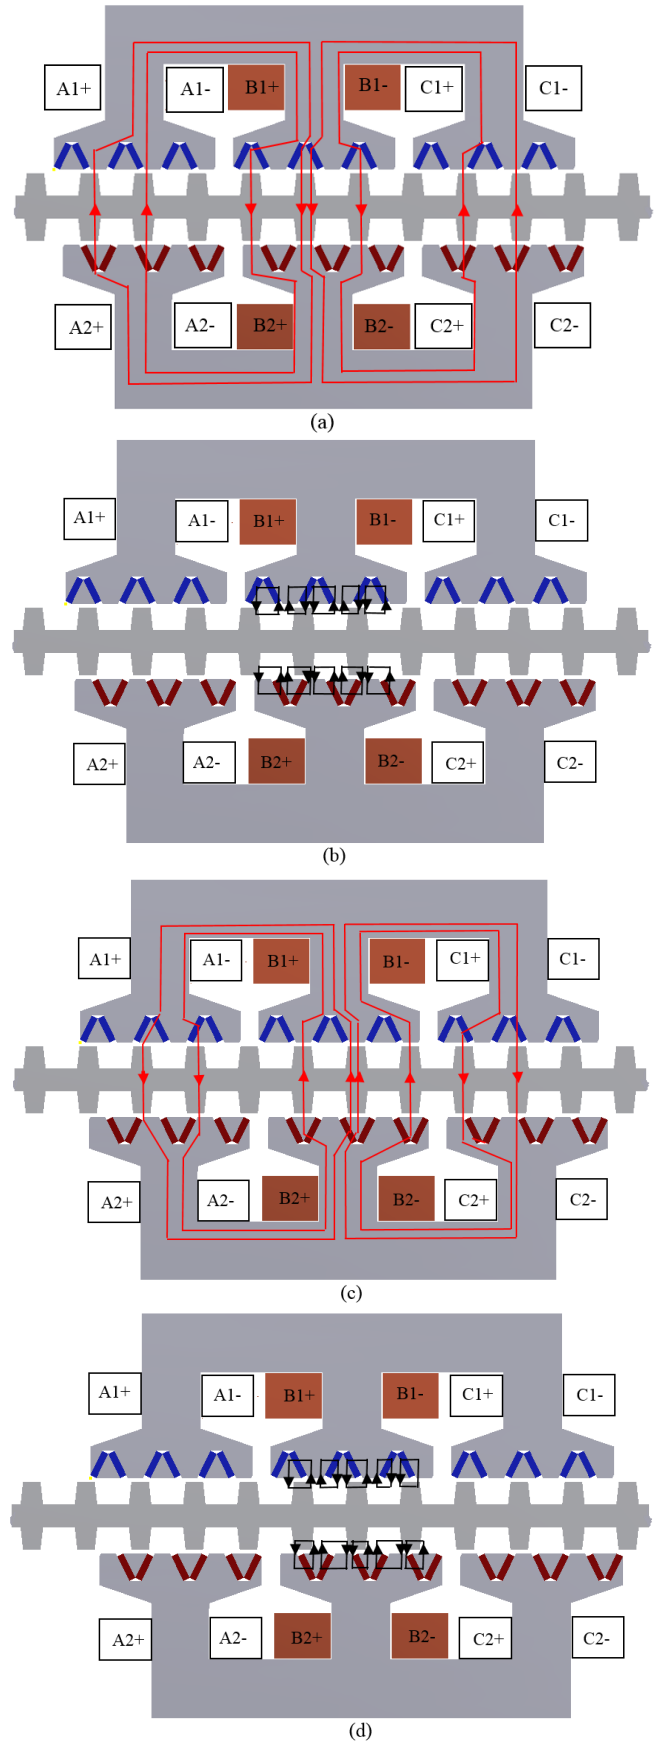 A1+ A1- B1+ B1- C1+ C1-
A2+ A2- B2+ B2- C2+ C2-
(a)
A1+ A1- B1+ B1- C1+ C1-
A2+ A2- B2+ B2- C2+ C2-
(b)
A1+ A1- B1+ B1- C1+ C1-
A2+ A2- B2+ B2- C2+ C2-
(c)
A1+ A1- B1+ B1- C1+ C1-
A2+ A2- B2+ B2- C2+ C2-
(d)